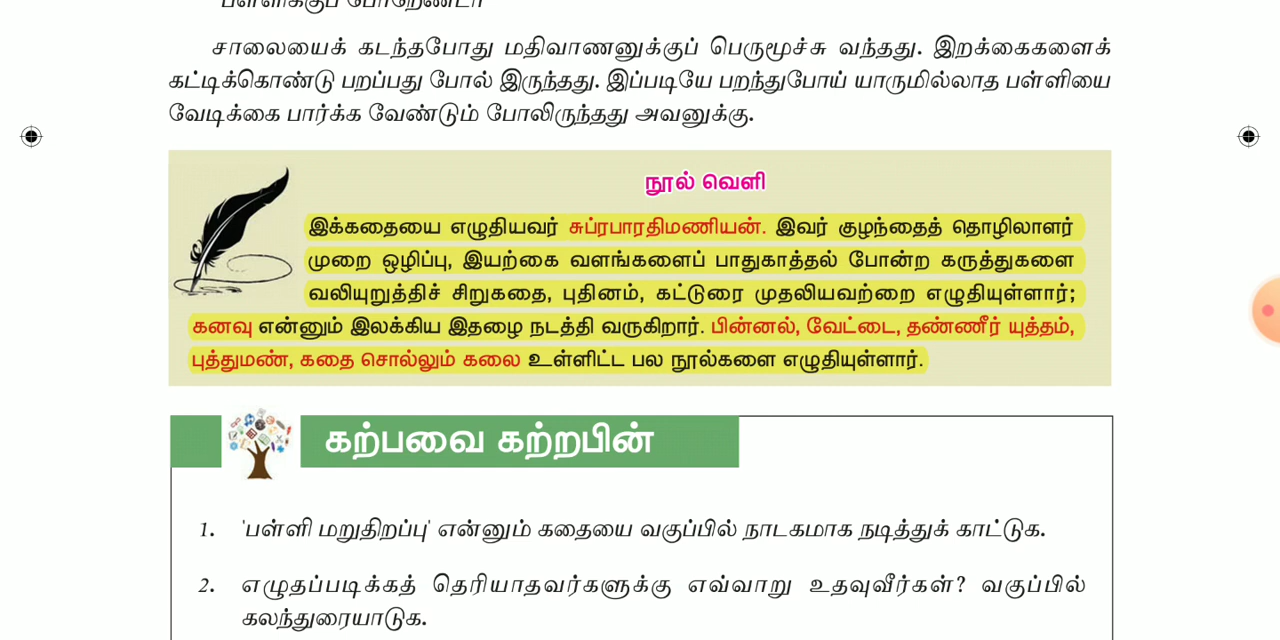 சாலையைக் கடந்தபோது மதிவாணனுக்குப் பெருமூச்சு வந்தது. இறக்கைகளைக்
கட்டிக்கொண்டு பறப்பது போல் இருந்தது. இப்படியே பறந்துபோய் யாருமில்லாத பள்ளியை
வேடிக்கை பார்க்க வேண்டும் போலிருந்தது அவனுக்கு.
நூல் வெளி
இக்கதையை எழுதியவர் சுப்ரபாரதிமணியன். இவர் குழந்தைத் தொழிலாளர்
முறை ஒழிப்பு, இயற்கை வளங்களைப் பாதுகாத்தல் போன்ற கருத்துகளை
வலியுறுத்திச் சிறுகதை, புதினம், கட்டுரை முதலியவற்றை எழுதியுள்ளார்;
கனவு என்னும் இலக்கிய இதழை நடத்தி வருகிறார். பின்னல், வேட்டை, தண்ணீர் யுத்தம்,
புத்துமண், கதை சொல்லும் கலை உள்ளிட்ட பல நூல்களை எழுதியுள்ளார்.
கற்பவை கற்றபின்
1. 'பள்ளி மறுதிறப்பு' என்னும் கதையை வகுப்பில் நாடகமாக நடித்துக் காட்டுக.
2. எழுதப்படிக்கத் தெரியாதவர்களுக்கு எவ்வாறு உதவுவீர்கள்? வகுப்பில்
கலந்துரையாடுக.